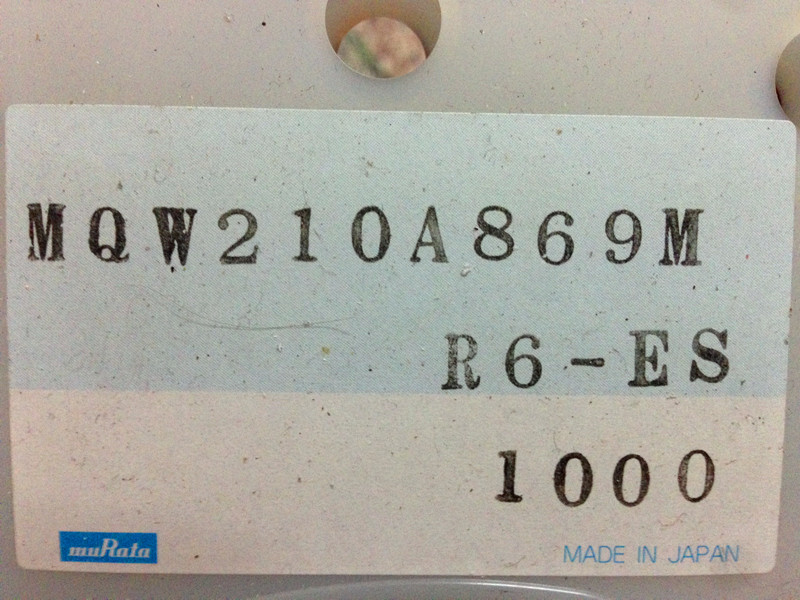 MQW210A869M
R6-ES
1000
muRata
MADE IN JAPAN